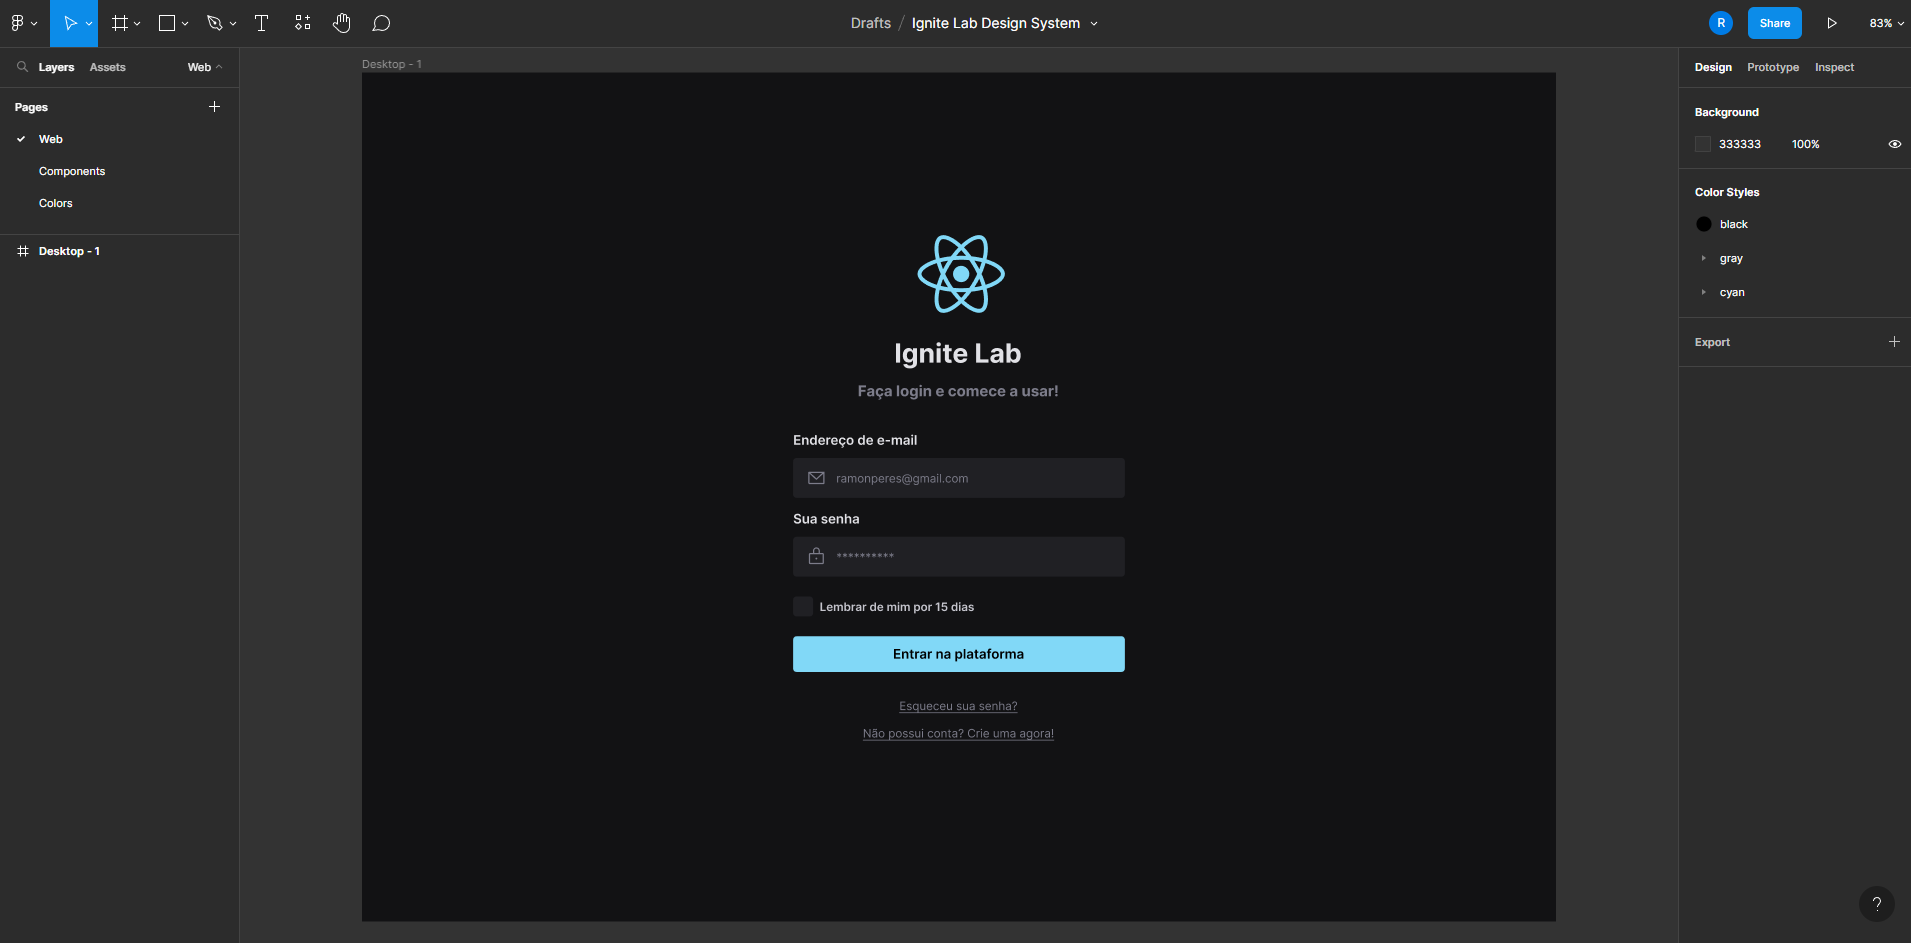 Drafts / Ignite Lab Design System
R
Share
83%
Layers
Assets
Web
Pages
Web
Components
Colors
Desktop - 1
Desktop - 1
Ignite Lab
Faça login e comece a usar!
Endereço de e-mail
ramonperes@gmail.com
Sua senha
**********
Lembrar de mim por 15 dias
Entrar na plataforma
Esqueceu sua senha?
Não possui conta? Crie uma agora!
Design
Prototype
Inspect
Background
333333
100%
Color Styles
black
gray
cyan
Export
?